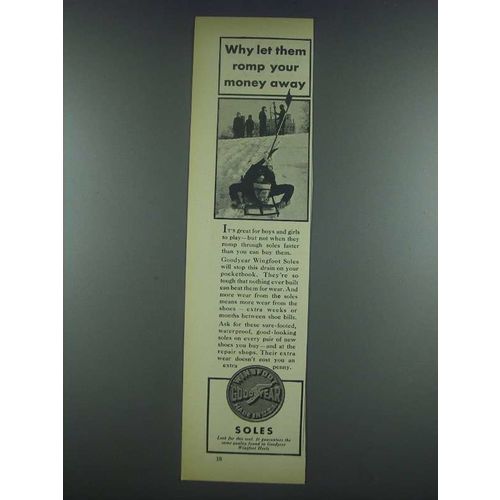 Why let them
romp your
money away
IT'S great for boys and girls
to play—but not when they
romp through soles faster
than you can buy them.
Goodyear Wingfoot Soles
will stop this drain on your
pocketbook. They're so
tough that nothing ever built
can beat them for wear. And
more wear from the soles
means more wear from the
shoes — extra weeks or
months between shoe bills.
Ask for these sure-footed,
waterproof, good-looking
soles on every pair of new
shoes you buy—and at the
repair shops. Their extra
wear doesn't cost you an
extra penny.
WINGFOOT
GOODYEAR
MADE IN U.S.A.
SOLES
Look for this seal. It guarantees the
same quality found in Goodyear
Wingfoot Heels
18